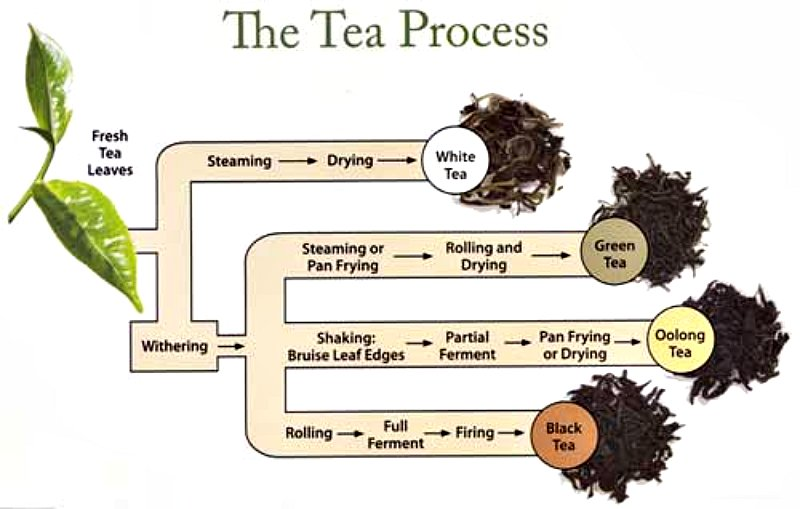 The Tea Process
Fresh
Tea
Leaves
Steaming
Drying
White
Tea
Steaming or
Pan Frying
Rolling and
Drying
Green
Tea
Withering
Shaking:
Bruise Leaf Edges
Partial
Ferment
Pan Frying
or Drying
Oolong
Tea
Rolling
Full
Ferment
Firing
Black
Tea